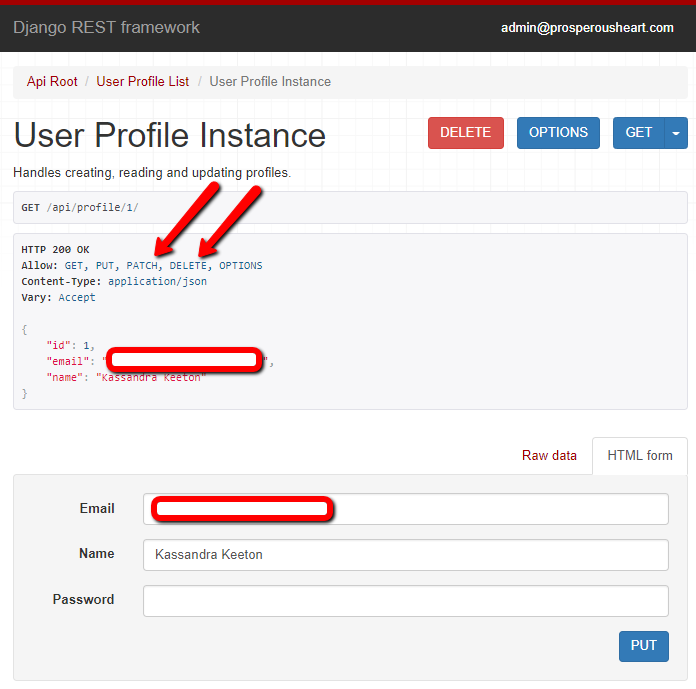 Django REST framework admin@prosperousheart.com
Api Root / User Profile List / User Profile Instance
User Profile Instance DELETE OPTIONS GET
Handles creating, reading and updating profiles.
GET /api/profile/1/
HTTP 200 OK
Allow: GET, PUT, PATCH, DELETE, OPTIONS
Content-Type: application/json
Vary: Accept
{
"id": 1,
"email": "",
"name": "Kassandra Keeton"
}
Raw data HTML form
Email
Name Kassandra Keeton
Password
PUT